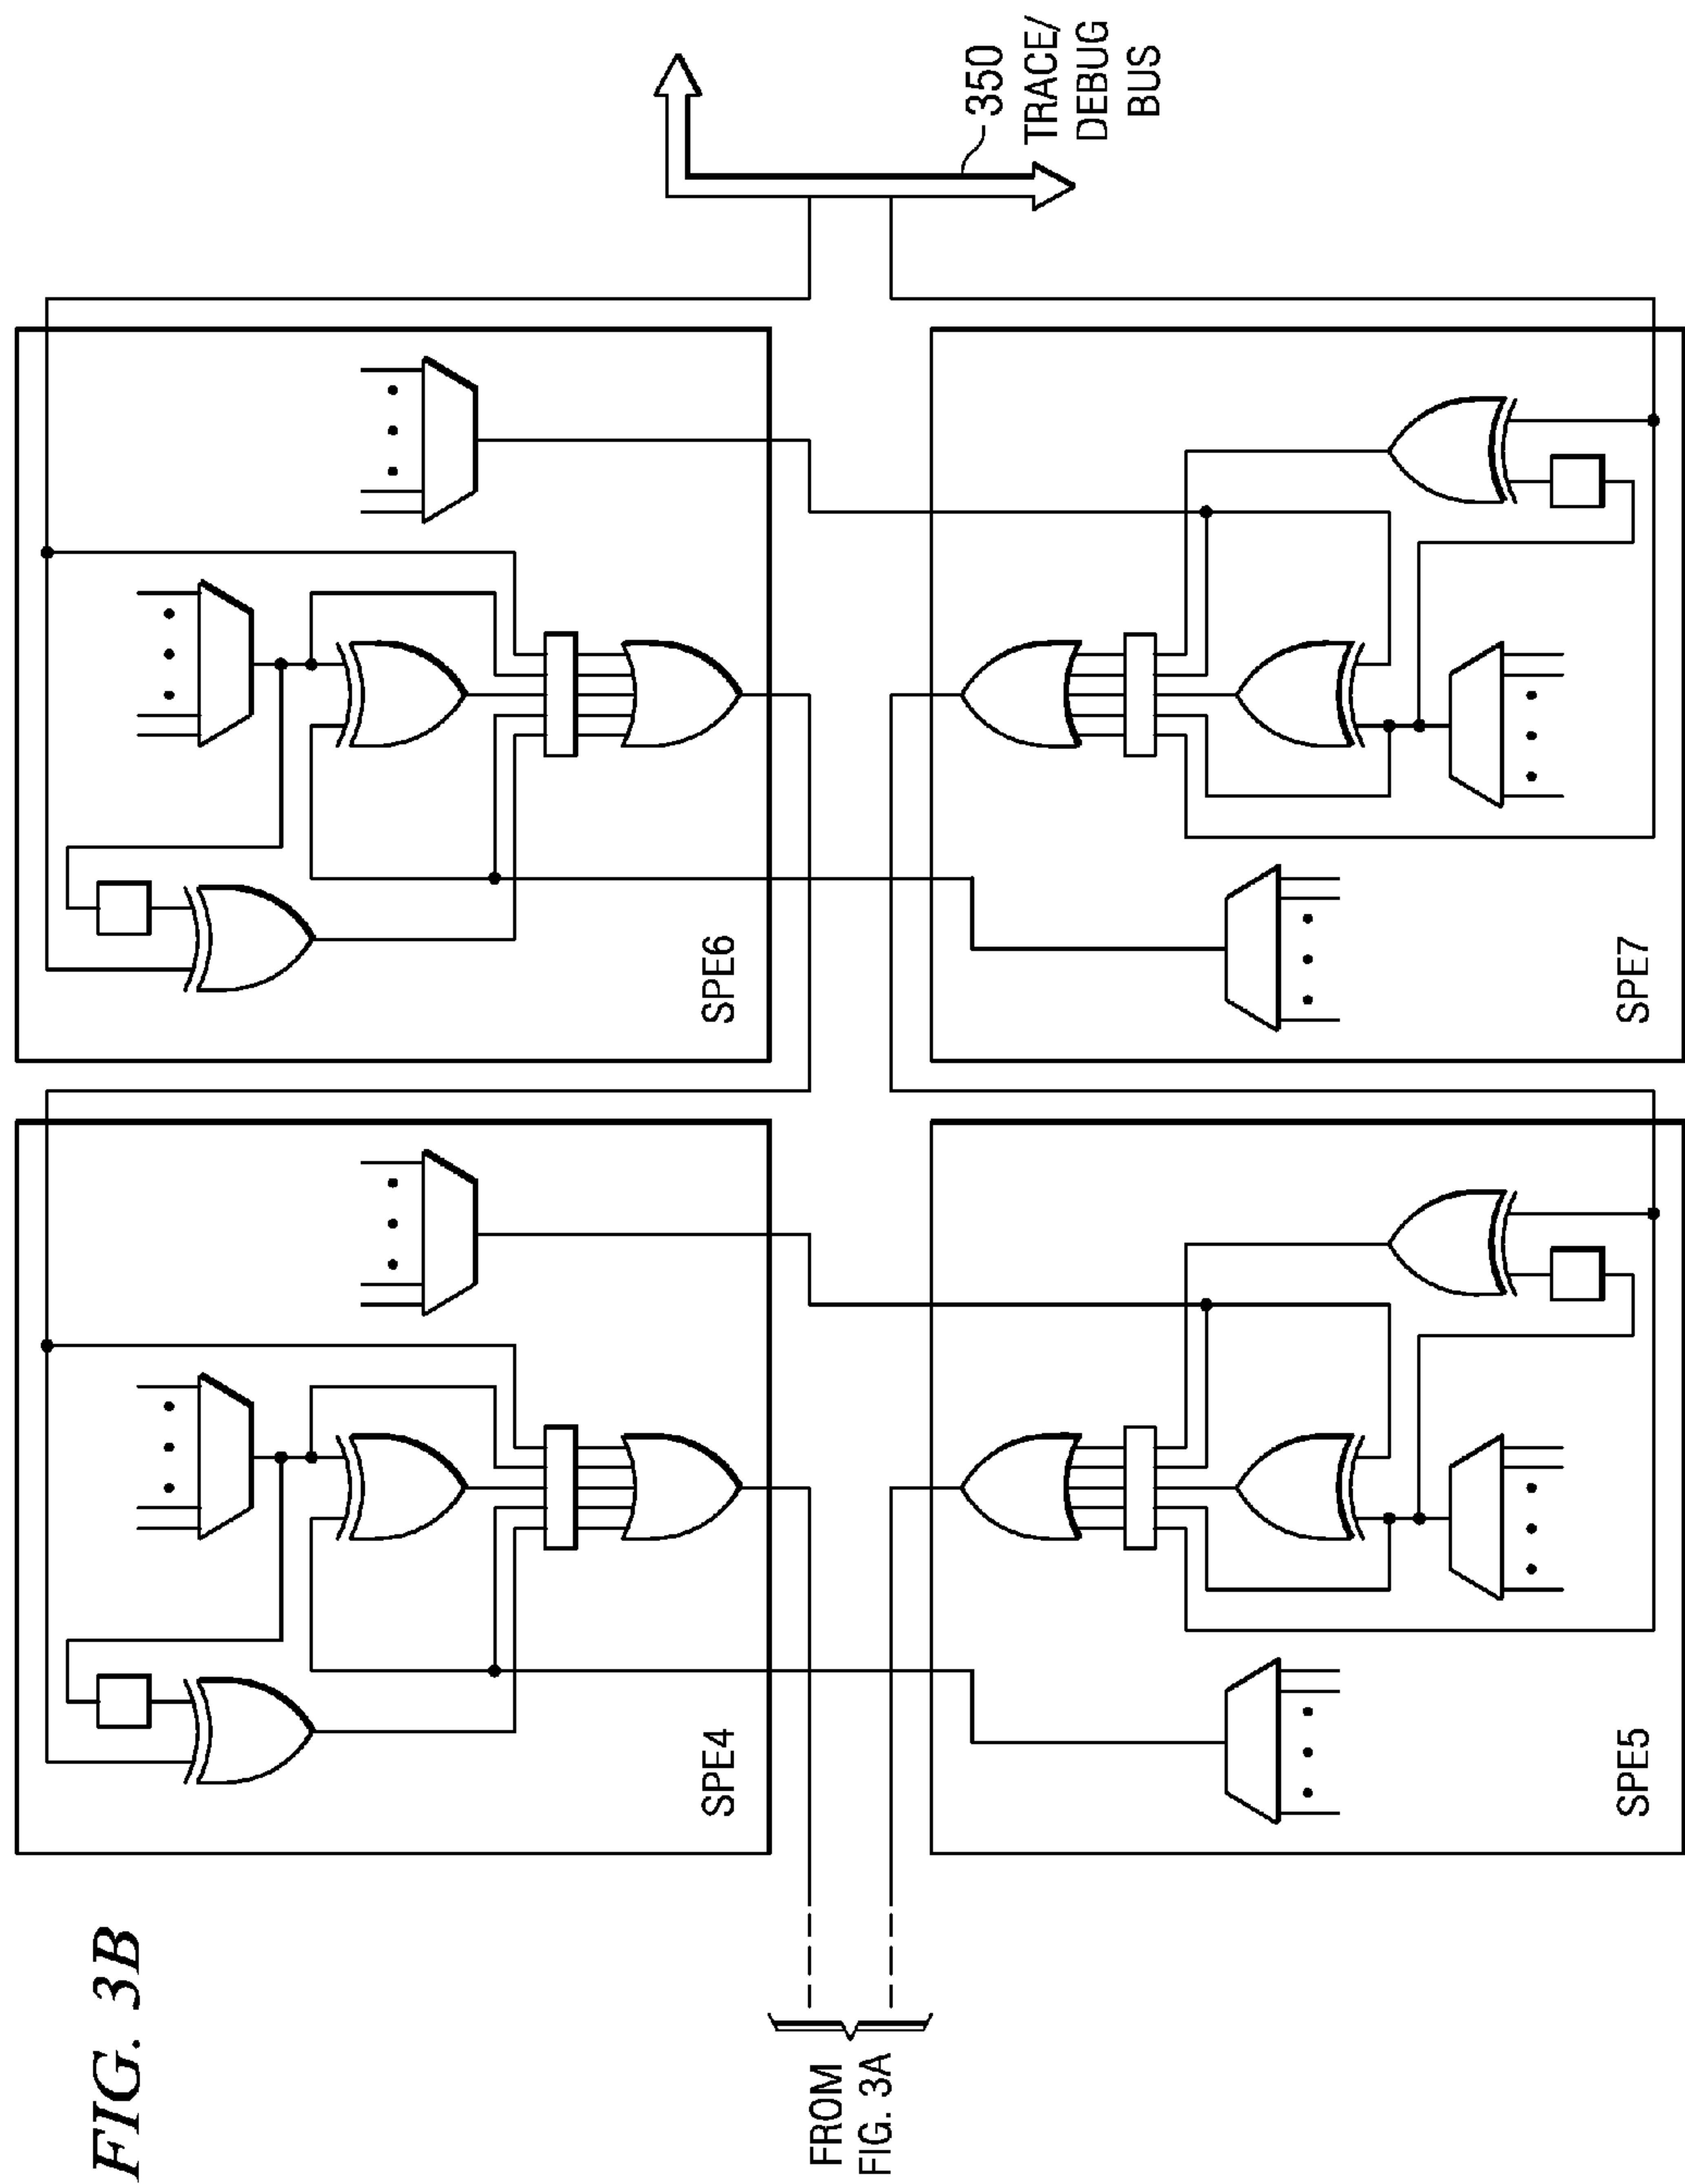 FIG. 3B
SPE4
SPE6
350
TRACE/
DEBUG
BUS
FROM
FIG. 3A
SPE5
SPE7